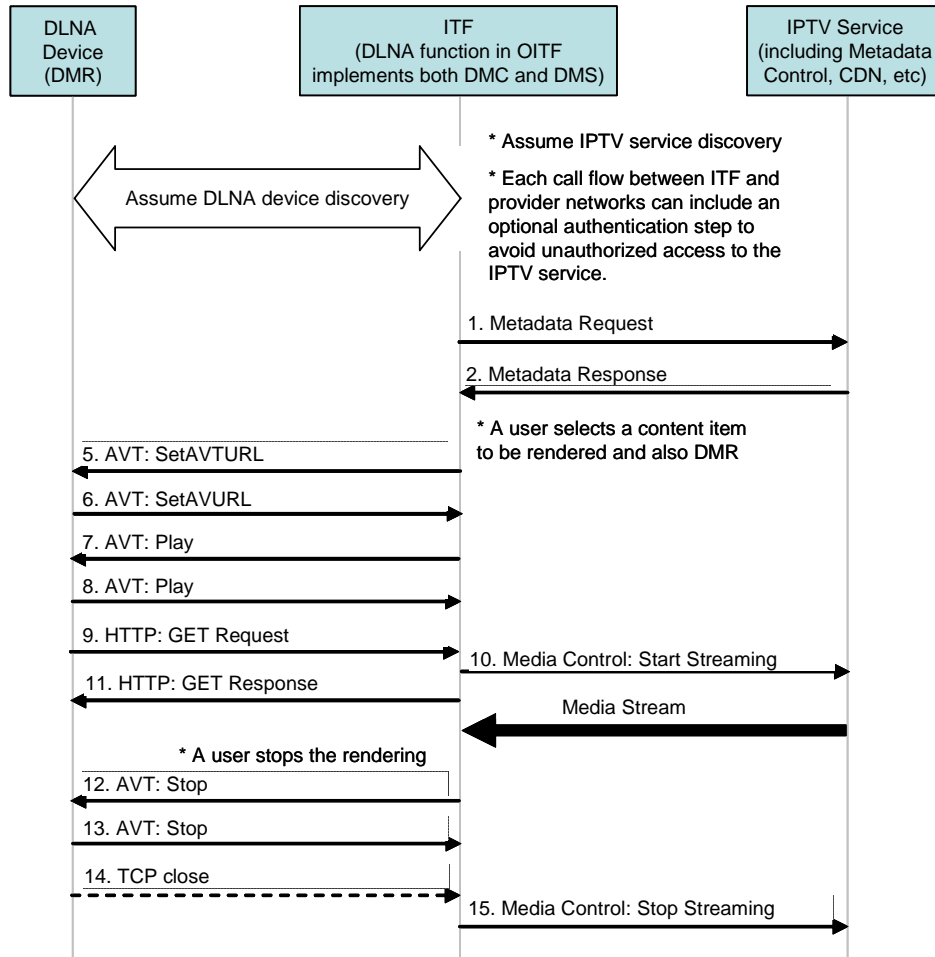 DLNA
Device
(DMR)
ITF
(DLNA function in OITF
implements both DMC and DMS)
IPTV Service
(including Metadata
Control, CDN, etc)
* Assume IPTV service discovery
Assume DLNA device discovery
* Each call flow between ITF and
provider networks can include an
optional authentication step to
avoid unauthorized access to the
IPTV service.
1. Metadata Request
2. Metadata Response
* A user selects a content item
to be rendered and also DMR
5. AVT: SetAVTURL
6. AVT: SetAVURL
7. AVT: Play
8. AVT: Play
9. HTTP: GET Request
10. Media Control: Start Streaming
11. HTTP: GET Response
Media Stream
* A user stops the rendering
12. AVT: Stop
13. AVT: Stop
14. TCP close
15. Media Control: Stop Streaming